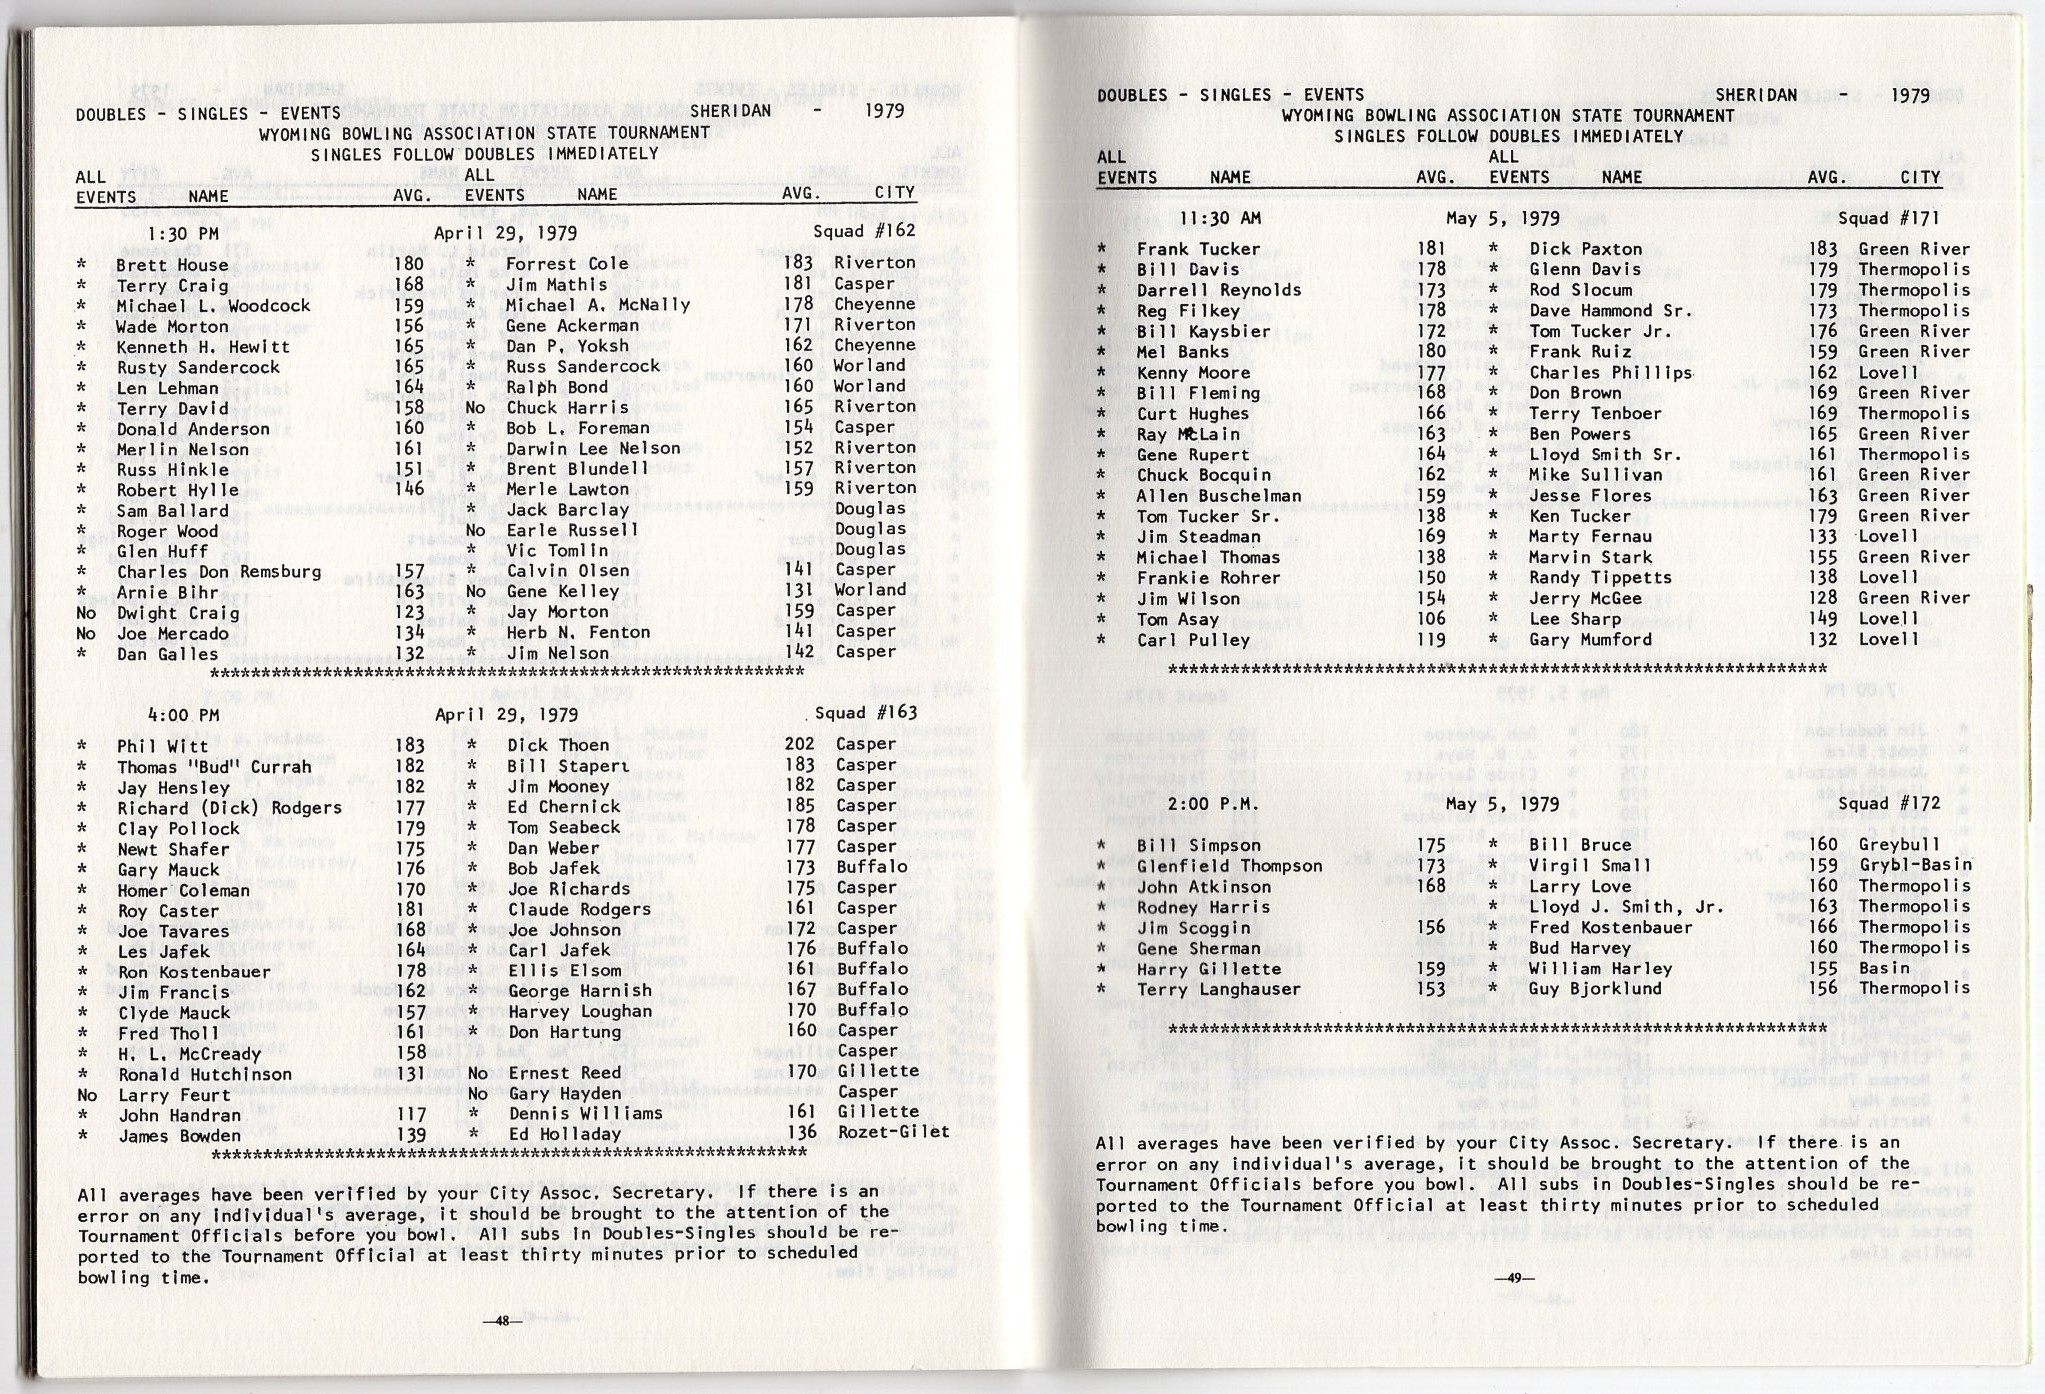 DOUBLES - SINGLES - EVENTS SHERIDAN - 1979
WYOMING BOWLING ASSOCIATION STATE TOURNAMENT
SINGLES FOLLOW DOUBLES IMMEDIATELY
ALL ALL
EVENTS NAME AVG. EVENTS NAME AVG. CITY
1:30 PM April 29, 1979 Squad #162
* Brett House 180 * Forrest Cole 183 Riverton
* Terry Craig 168 * Jim Mathis 181 Casper
* Michael L. Woodcock 159 * Michael A. McNally 178 Cheyenne
* Wade Morton 156 * Gene Ackerman 171 Riverton
* Kenneth H. Hewitt 165 * Dan P. Yoksh 162 Cheyenne
* Rusty Sandercock 165 * Russ Sandercock 160 Worland
* Len Lehman 164 * Ralph Bond 160 Worland
* Terry David 158 No Chuck Harris 165 Riverton
* Donald Anderson 160 * Bob L. Foreman 154 Casper
* Merlin Nelson 161 * Darwin Lee Nelson 152 Riverton
* Russ Hinkle 151 * Brent Blundell 157 Riverton
* Robert Hylle 146 * Merle Lawton 159 Riverton
* Sam Ballard * Jack Barclay Douglas
* Roger Wood No Earle Russell Douglas
* Glen Huff * Vic Tomlin Douglas
* Charles Don Remsburg 157 * Calvin Olsen 141 Casper
* Arnie Bihr 163 No Gene Kelley 131 Worland
No Dwight Craig 123 * Jay Morton 159 Casper
No Joe Mercado 134 * Herb N. Fenton 141 Casper
* Dan Galles 132 * Jim Nelson 142 Casper
**********************************************************
4:00 PM April 29, 1979 Squad #163
* Phil Witt 183 * Dick Thoen 202 Casper
* Thomas "Bud" Currah 182 * Bill Stapert 183 Casper
* Jay Hensley 182 * Jim Mooney 182 Casper
* Richard (Dick) Rodgers 177 * Ed Chernick 185 Casper
* Clay Pollock 179 * Tom Seabeck 178 Casper
* Newt Shafer 175 * Dan Weber 177 Casper
* Gary Mauck 176 * Bob Jafek 173 Buffalo
* Homer Coleman 170 * Joe Richards 175 Casper
* Roy Caster 181 * Claude Rodgers 161 Casper
* Joe Tavares 168 * Joe Johnson 172 Casper
* Les Jafek 164 * Carl Jafek 176 Buffalo
* Ron Kostenbauer 178 * Ellis Elsom 161 Buffalo
* Jim Francis 162 * George Harnish 167 Buffalo
* Clyde Mauck 157 * Harvey Loughan 170 Buffalo
* Fred Tholl 161 * Don Hartung 160 Casper
* H. L. McCready 158 Casper
* Ronald Hutchinson 131 No Ernest Reed 170 Gillette
No Larry Feurt No Gary Hayden Casper
* John Handran 117 * Dennis Williams 161 Gillette
* James Bowden 139 * Ed Holladay 136 Rozet-Gilet
**********************************************************
All averages have been verified by your City Assoc. Secretary. If there is an
error on any individual's average, it should be brought to the attention of the
Tournament Officials before you bowl. All subs in Doubles-Singles should be re-
ported to the Tournament Official at least thirty minutes prior to scheduled
bowling time.
—48—
DOUBLES - SINGLES - EVENTS SHERIDAN - 1979
WYOMING BOWLING ASSOCIATION STATE TOURNAMENT
SINGLES FOLLOW DOUBLES IMMEDIATELY
ALL ALL
EVENTS NAME AVG. EVENTS NAME AVG. CITY
11:30 AM May 5, 1979 Squad #171
* Frank Tucker 181 * Dick Paxton 183 Green River
* Bill Davis 178 * Glenn Davis 179 Thermopolis
* Darrell Reynolds 173 * Rod Slocum 179 Thermopolis
* Reg Filkey 178 * Dave Hammond Sr. 173 Thermopolis
* Bill Kaysbier 172 * Tom Tucker Jr. 176 Green River
* Mel Banks 180 * Frank Ruiz 159 Green River
* Kenny Moore 177 * Charles Phillips 162 Lovell
* Bill Fleming 168 * Don Brown 169 Green River
* Curt Hughes 166 * Terry Tenboer 169 Thermopolis
* Ray McLain 163 * Ben Powers 165 Green River
* Gene Rupert 164 * Lloyd Smith Sr. 161 Thermopolis
* Chuck Bocquin 162 * Mike Sullivan 161 Green River
* Allen Buschelman 159 * Jesse Flores 163 Green River
* Tom Tucker Sr. 138 * Ken Tucker 179 Green River
* Jim Steadman 169 * Marty Fernau 133 Lovell
* Michael Thomas 138 * Marvin Stark 155 Green River
* Frankie Rohrer 150 * Randy Tippetts 138 Lovell
* Jim Wilson 154 * Jerry McGee 128 Green River
* Tom Asay 106 * Lee Sharp 149 Lovell
* Carl Pulley 119 * Gary Mumford 132 Lovell
****************************************************************
2:00 P.M. May 5, 1979 Squad #172
* Bill Simpson 175 * Bill Bruce 160 Greybull
* Glenfield Thompson 173 * Virgil Small 159 Grybl-Basin
* John Atkinson 168 * Larry Love 160 Thermopolis
* Rodney Harris * Lloyd J. Smith, Jr. 163 Thermopolis
* Jim Scoggin 156 * Fred Kostenbauer 166 Thermopolis
* Gene Sherman * Bud Harvey 160 Thermopolis
* Harry Gillette 159 * William Harley 155 Basin
* Terry Langhauser 153 * Guy Bjorklund 156 Thermopolis
****************************************************************
All averages have been verified by your City Assoc. Secretary. If there is an
error on any individual's average, it should be brought to the attention of the
Tournament Officials before you bowl. All subs in Doubles-Singles should be re-
ported to the Tournament Official at least thirty minutes prior to scheduled
bowling time.
—49—